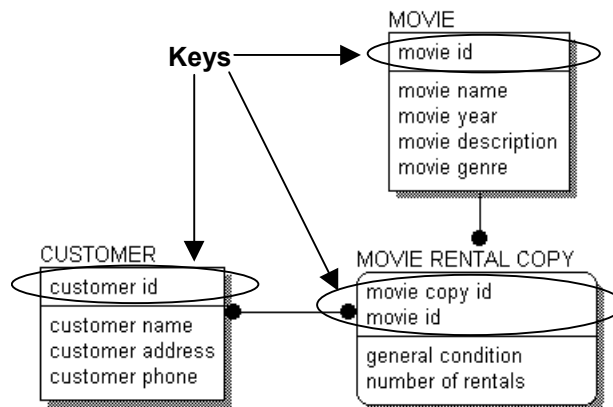 MOVIE
movie id
Keys
movie name
movie year
movie description
movie genre
CUSTOMER
customer id
customer name
customer address
customer phone
MOVIE RENTAL COPY
movie copy id
movie id
general condition
number of rentals